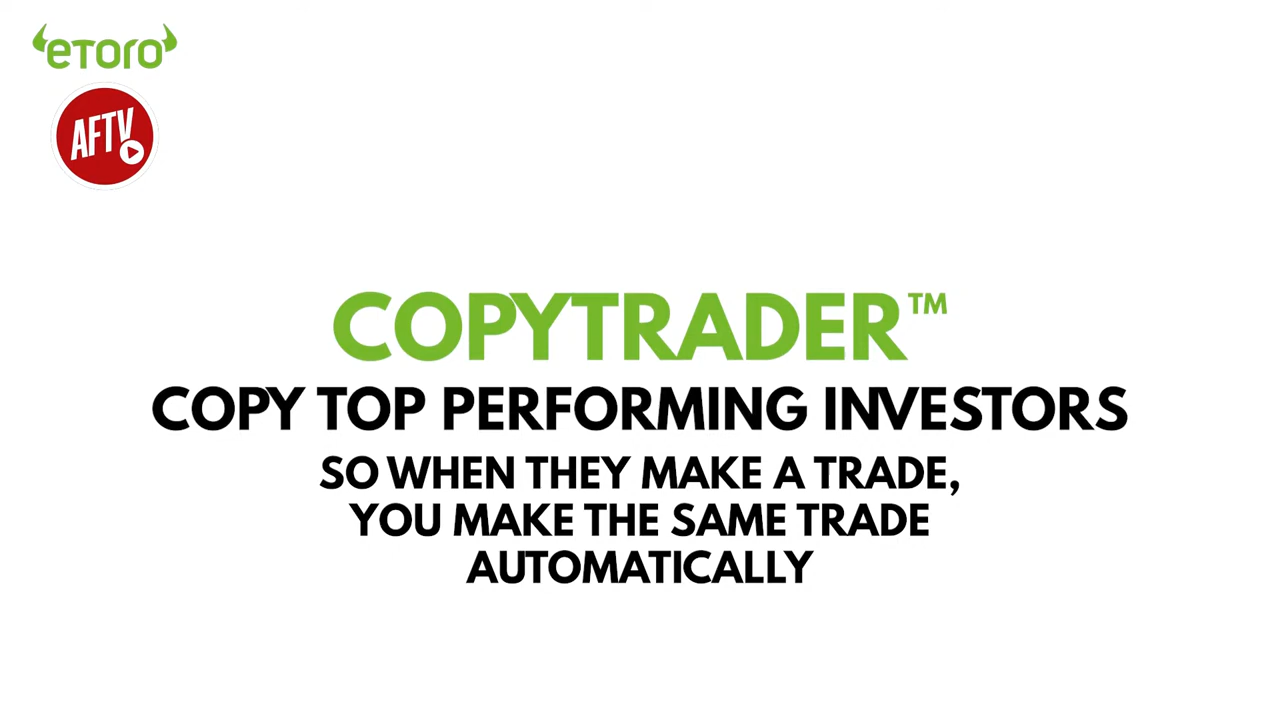 eToro
AFTV
COPYTRADER™
COPY TOP PERFORMING INVESTORS
SO WHEN THEY MAKE A TRADE,
YOU MAKE THE SAME TRADE
AUTOMATICALLY